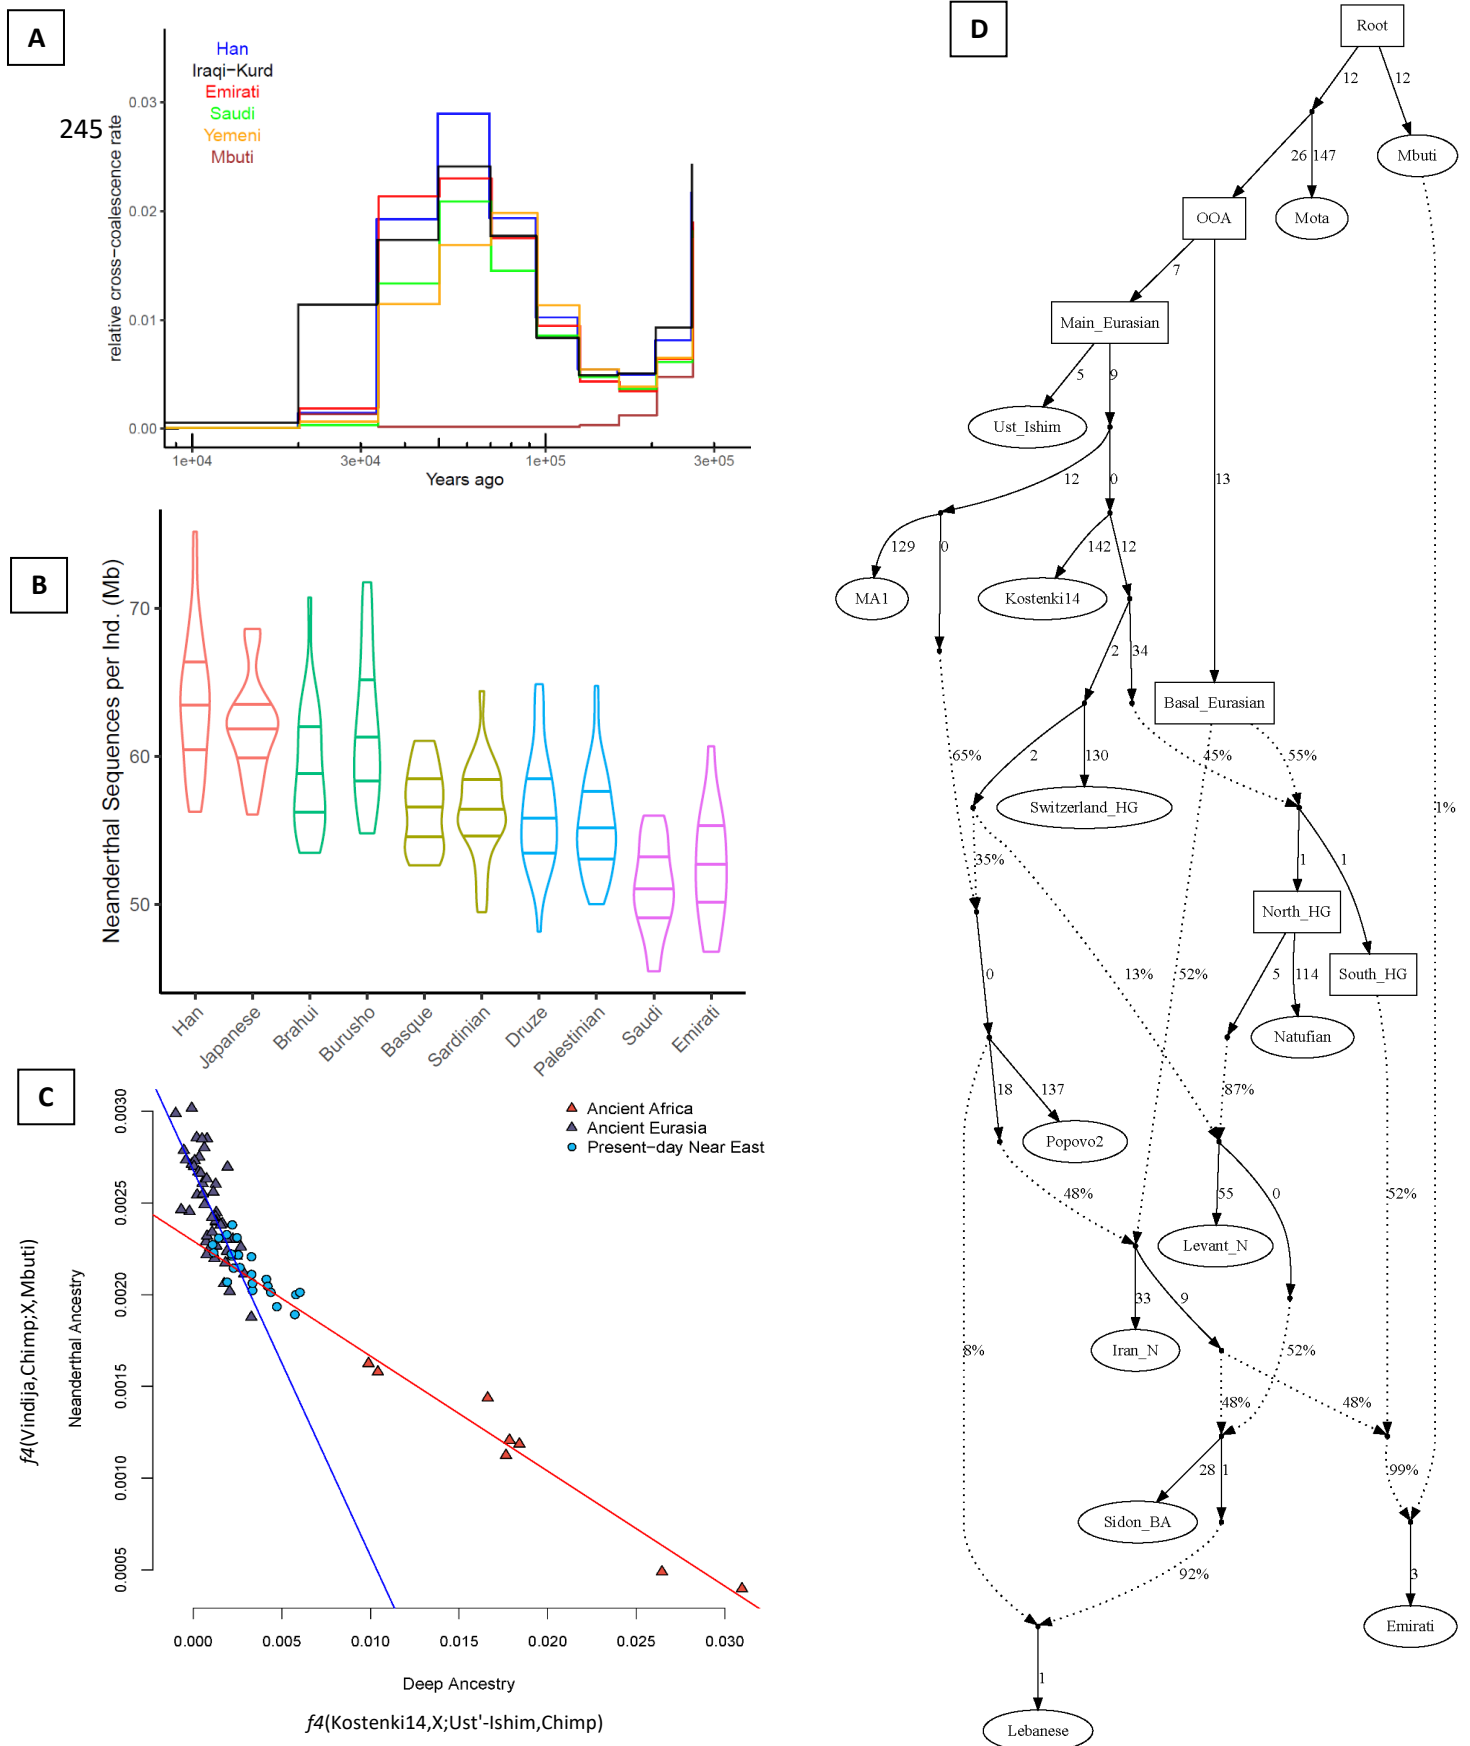 A
Han
Iraqi−Kurd
Emirati
Saudi
Yemeni
Mbuti
245
relative cross−coalescence rate
0.03
0.02
0.01
0.00
1e+04
3e+04
1e+05
3e+05
Years ago
B
Neanderthal Sequences per Ind. (Mb)
70
60
50
Han
Japanese
Brahui
Burusho
Basque
Sardinian
Druze
Palestinian
Saudi
Emirati
C
Ancient Africa
Ancient Eurasia
Present−day Near East
f4(Vindija,Chimp;X,Mbuti)
Neanderthal Ancestry
0.0030
0.0025
0.0020
0.0015
0.0010
0.0005
0.000
0.005
0.010
0.015
0.020
0.025
0.030
Deep Ancestry
f4(Kostenki14,X;Ust'-Ishim,Chimp)
D
Root
12
12
Mbuti
26
147
OOA
Mota
7
Main_Eurasian
5
9
Ust_Ishim
12
0
13
129
0
142
12
MA1
Kostenki14
2
34
Basal_Eurasian
65%
2
130
45%
55%
Switzerland_HG
1%
35%
1
1
North_HG
0
13%
52%
5
114
South_HG
Natufian
18
137
87%
Popovo2
48%
55
0
52%
Levant_N
33
9
Iran_N
8%
52%
48%
48%
28
1
99%
Sidon_BA
92%
3
Emirati
1
Lebanese